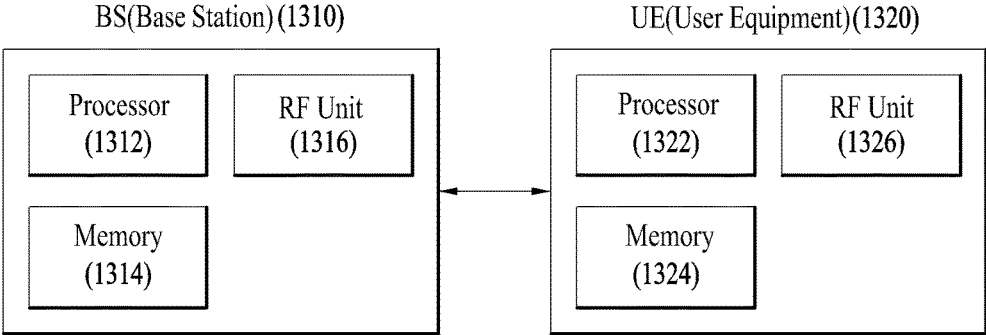 BS(Base Station)(1310)
UE(User Equipment)(1320)
Processor
(1312)
RF Unit
(1316)
Memory
(1314)
Processor
(1322)
RF Unit
(1326)
Memory
(1324)